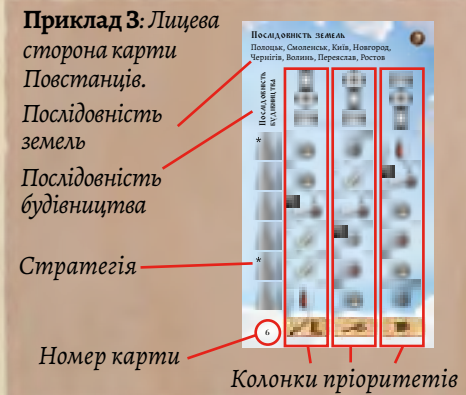 Приклад 3: Лицева
сторона карти
Повстанців.
Послідовність
земель
Послідовність
будівництва
Стратегія
Номер карти
Колонки пріоритетів
Послідовність земель
Полоцьк, Смоленськ, Київ, Новгород,
Чернігів, Волинь, Переяслав, Ростов
Послідовність
будівництва
*
*
6